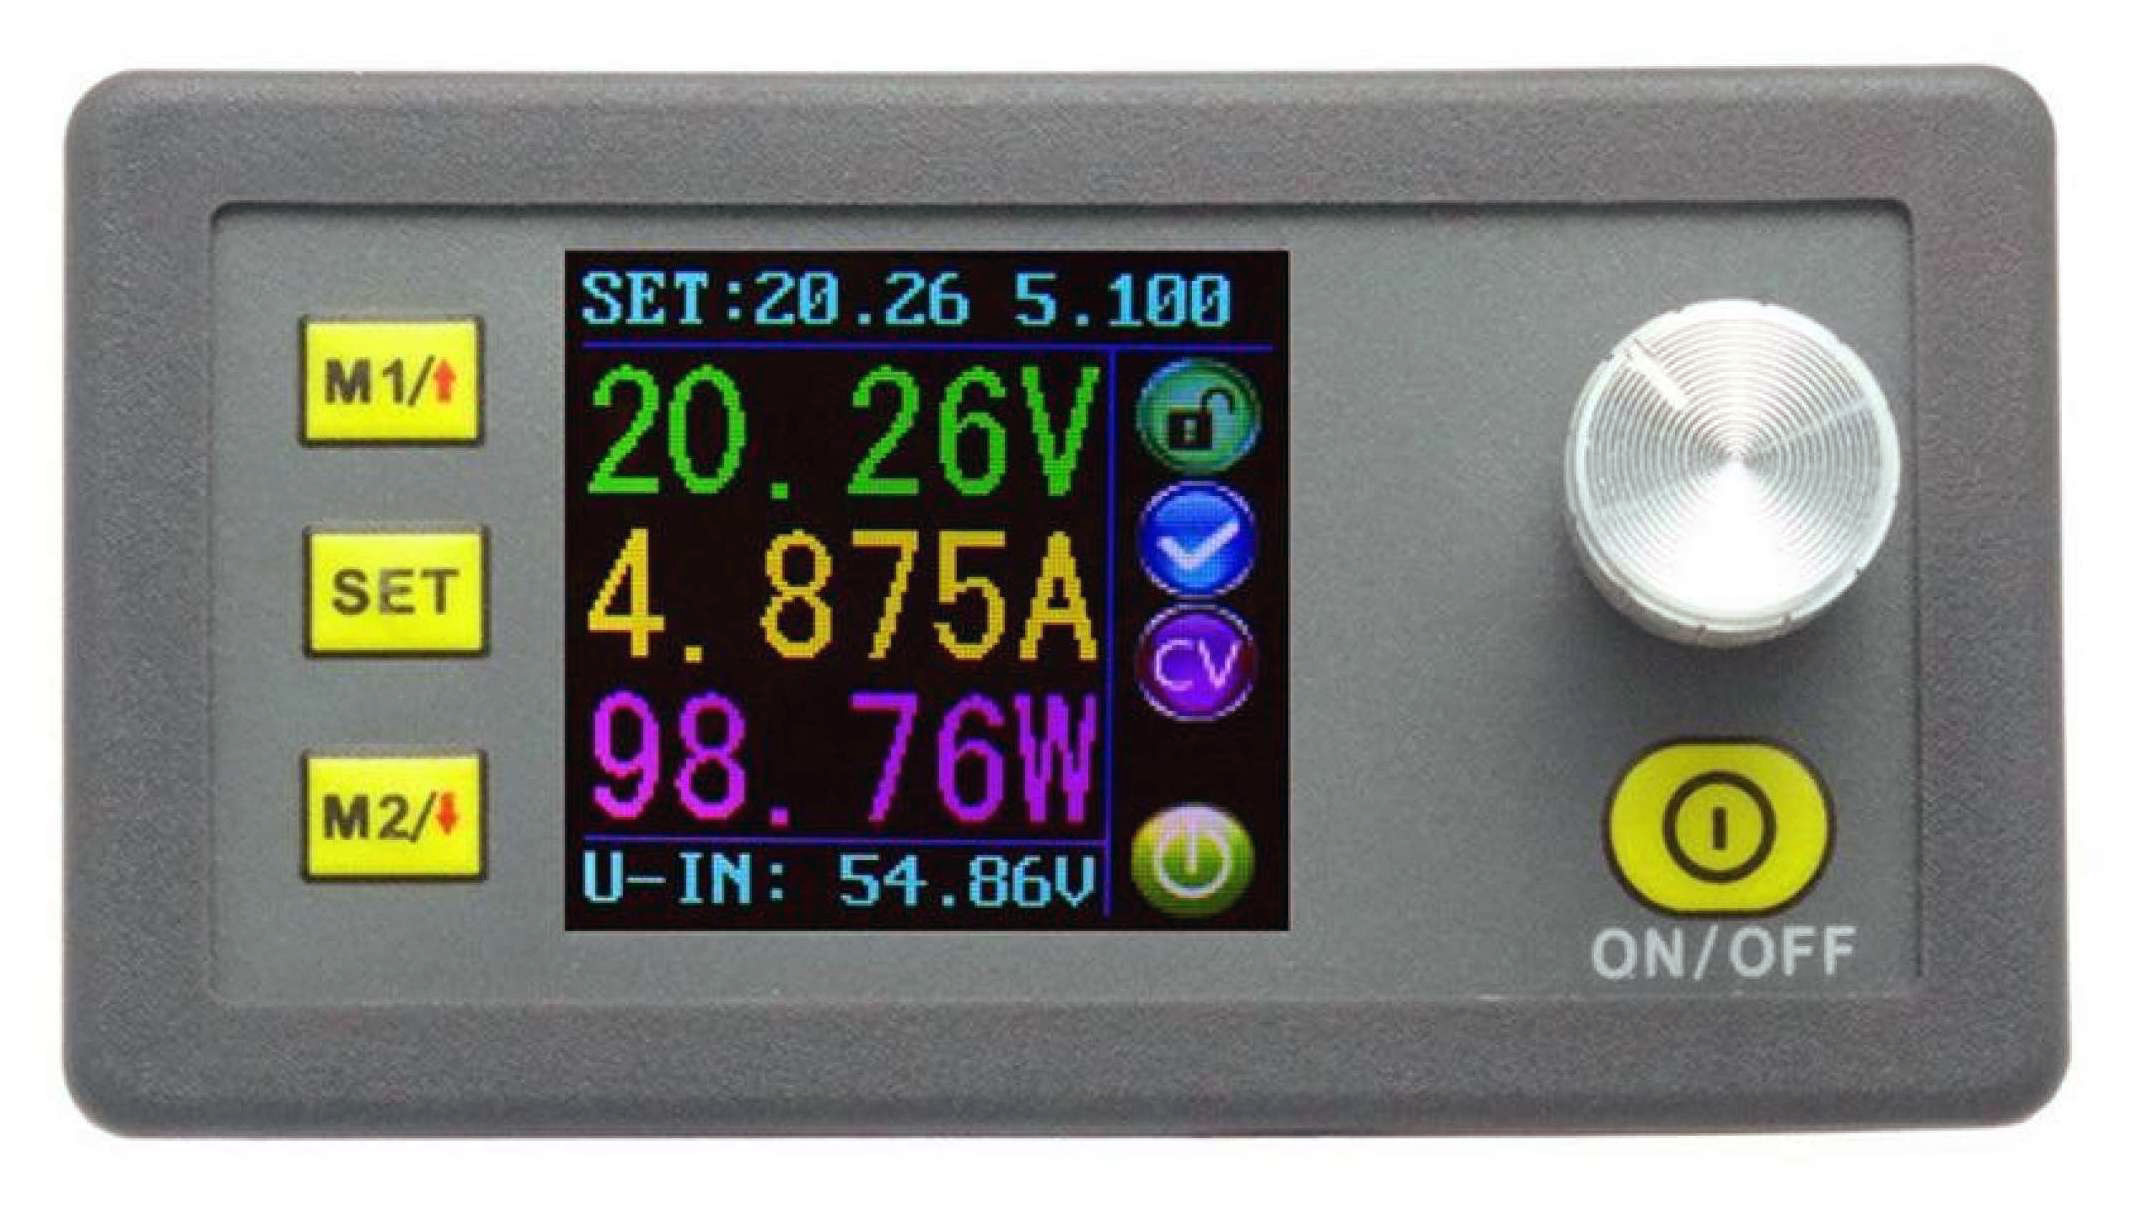 SET:20.26 5.100
M1/↑
20.26V
SET
4.875A
CV
98.76W
M2/↓
U-IN: 54.86V
ON/OFF